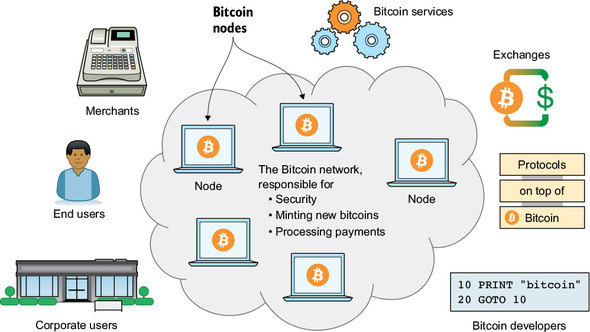 Bitcoin
nodes
Bitcoin services
Exchanges
Merchants
Node
The Bitcoin network,
responsible for
• Security
• Minting new bitcoins
• Processing payments
Node
End users
Protocols
on top of
Bitcoin
Corporate users
10 PRINT "bitcoin"
20 GOTO 10
Bitcoin developers